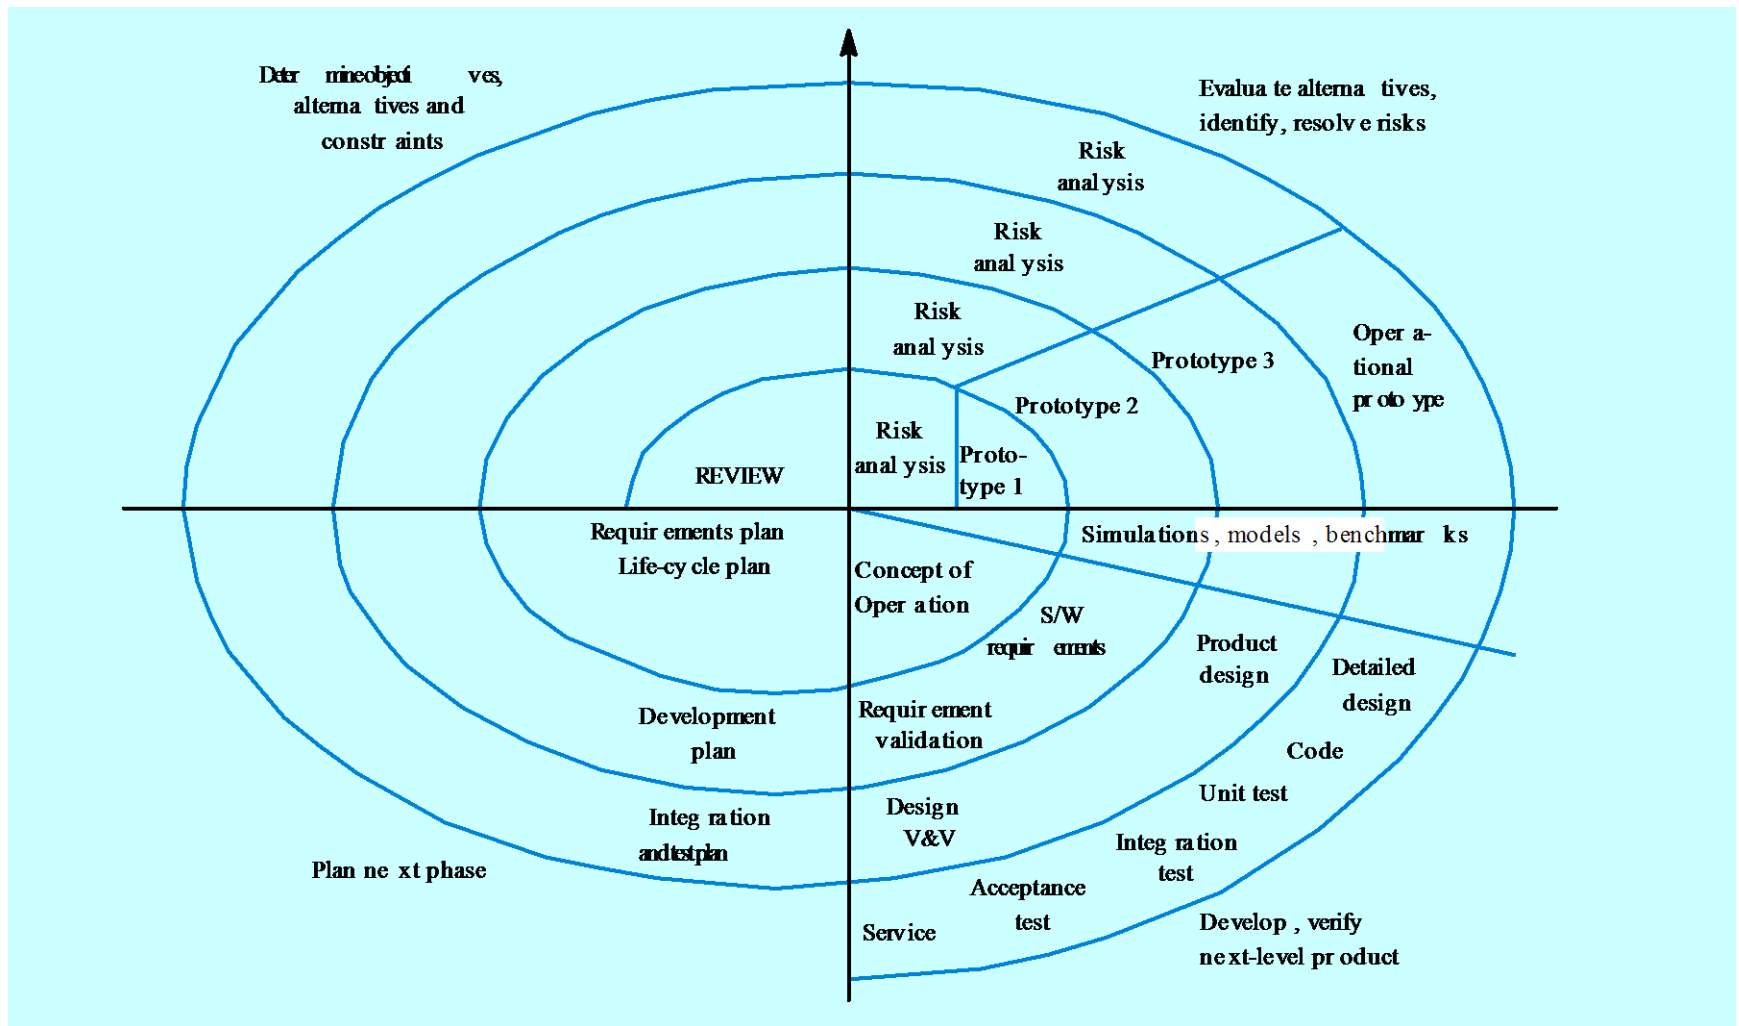 Determine objectives,
alternatives and
constraints
Evaluate alternatives,
identify, resolve risks
Risk
analysis
Risk
analysis
Risk
analysis
Risk
analysis
Operational
prototype
Prototype 3
Prototype 2
Proto-
type 1
REVIEW
Requirements plan
Life-cycle plan
Simulations, models, benchmarks
Concept of
Operation
S/W
requirements
Product
design
Detailed
design
Development
plan
Requirement
validation
Code
Unit test
Integration
and test plan
Design
V&V
Integration
test
Plan next phase
Acceptance
test
Service
Develop, verify
next-level product